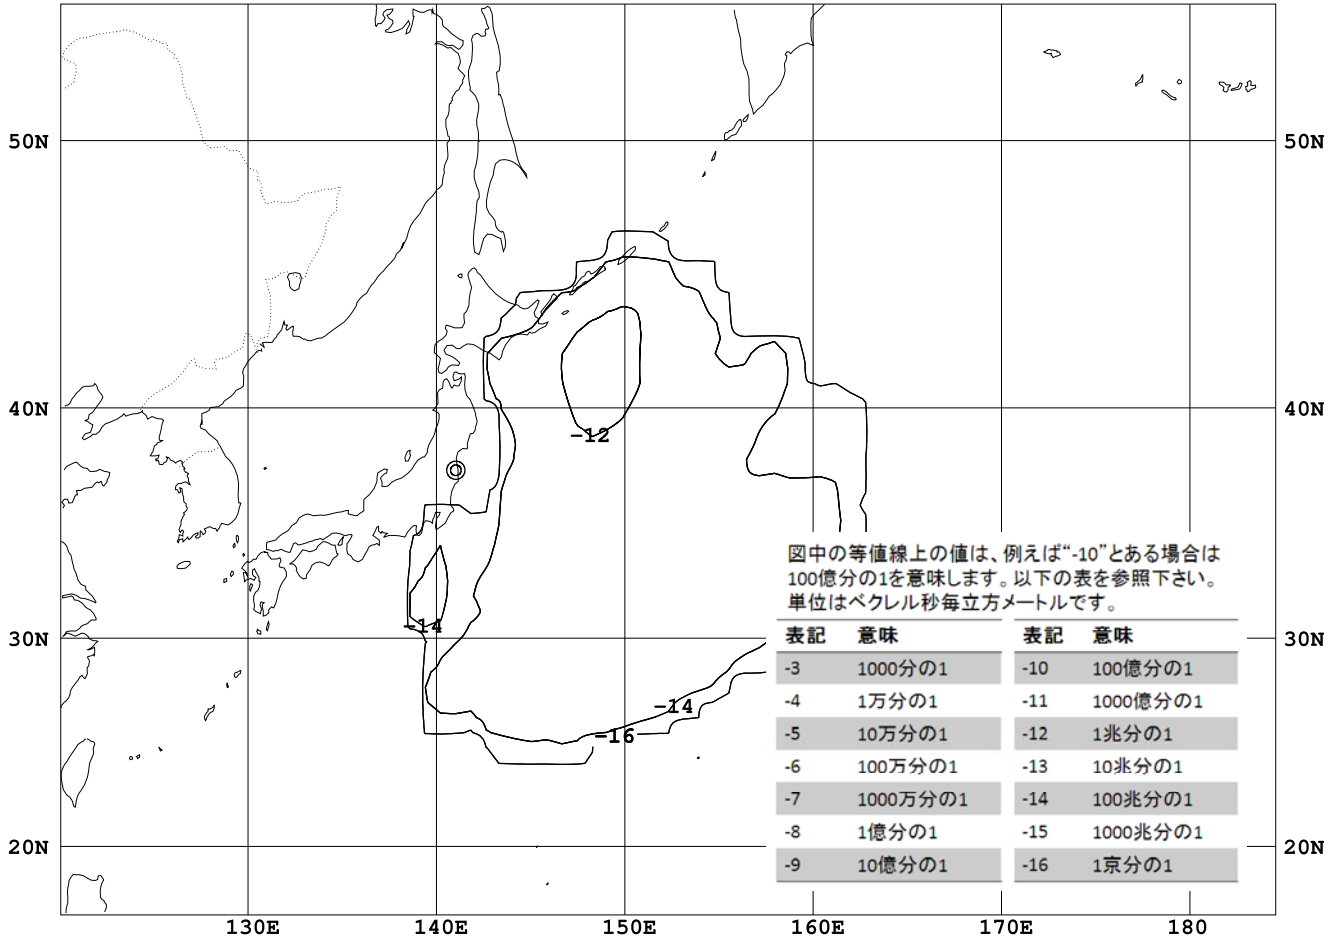 50N
50N
40N
40N
-12
図中の等値線上の値は、例えば“-10”とある場合は
100億分の1を意味します。以下の表を参照下さい。
単位はベクレル秒毎立方メートルです。
-14
30N
30N
表記 意味 表記 意味
-3 1000分の1 -10 100億分の1
-4 1万分の1 -11 1000億分の1
-14
-5 10万分の1 -12 1兆分の1
-16
-6 100万分の1 -13 10兆分の1
-7 1000万分の1 -14 100兆分の1
-8 1億分の1 -15 1000兆分の1
20N
20N
-9 10億分の1 -16 1京分の1
130E 140E 150E 160E 170E 180